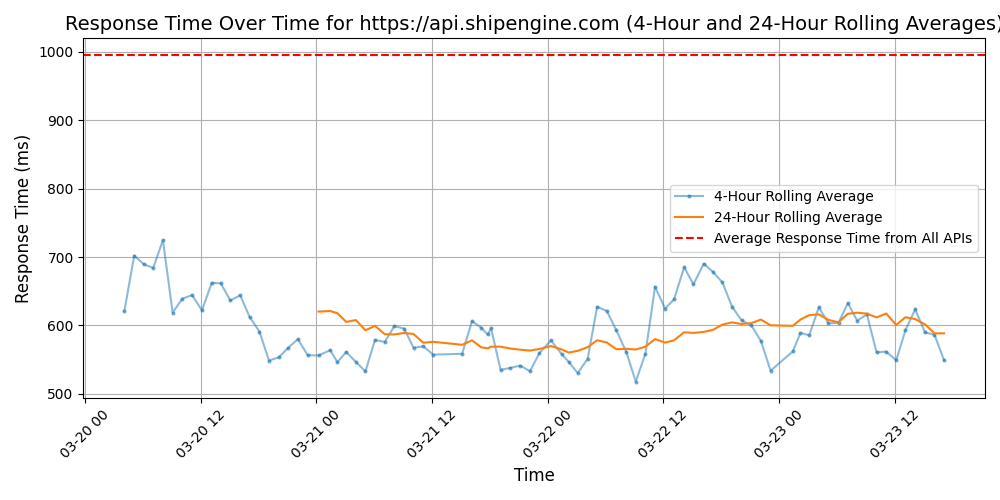 Response Time Over Time for https://api.shipengine.com (4-Hour and 24-Hour Rolling Averages)
1000
900
800
700
600
500
Response Time (ms)
4-Hour Rolling Average
24-Hour Rolling Average
Average Response Time from All APIs
03-20 00
03-20 12
03-21 00
03-21 12
03-22 00
03-22 12
03-23 00
03-23 12
Time